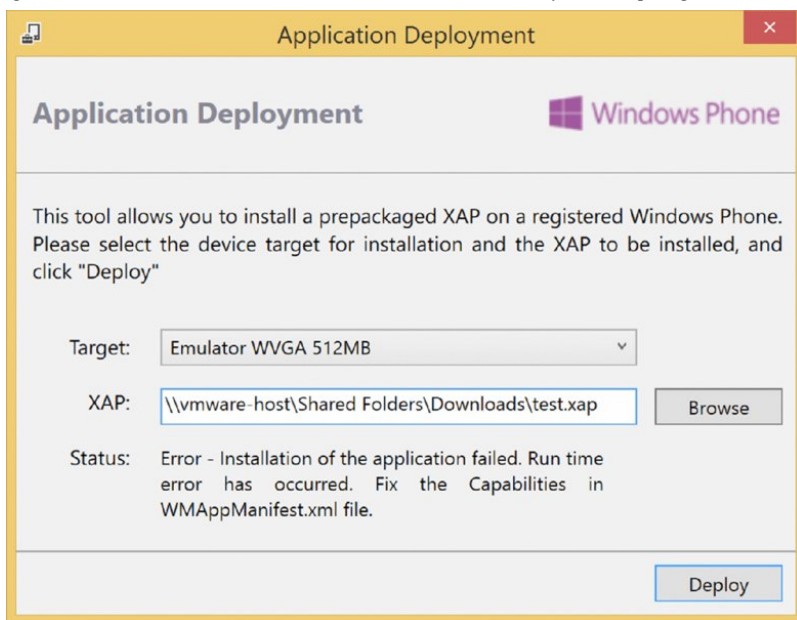 Application Deployment
×
Application Deployment
Windows Phone
This tool allows you to install a prepackaged XAP on a registered Windows Phone.
Please select the device target for installation and the XAP to be installed, and
click "Deploy"
Target:
Emulator WVGA 512MB
XAP:
\\vmware-host\Shared Folders\Downloads\test.xap
Browse
Status:
Error - Installation of the application failed. Run time
error has occurred. Fix the Capabilities in
WMAppManifest.xml file.
Deploy